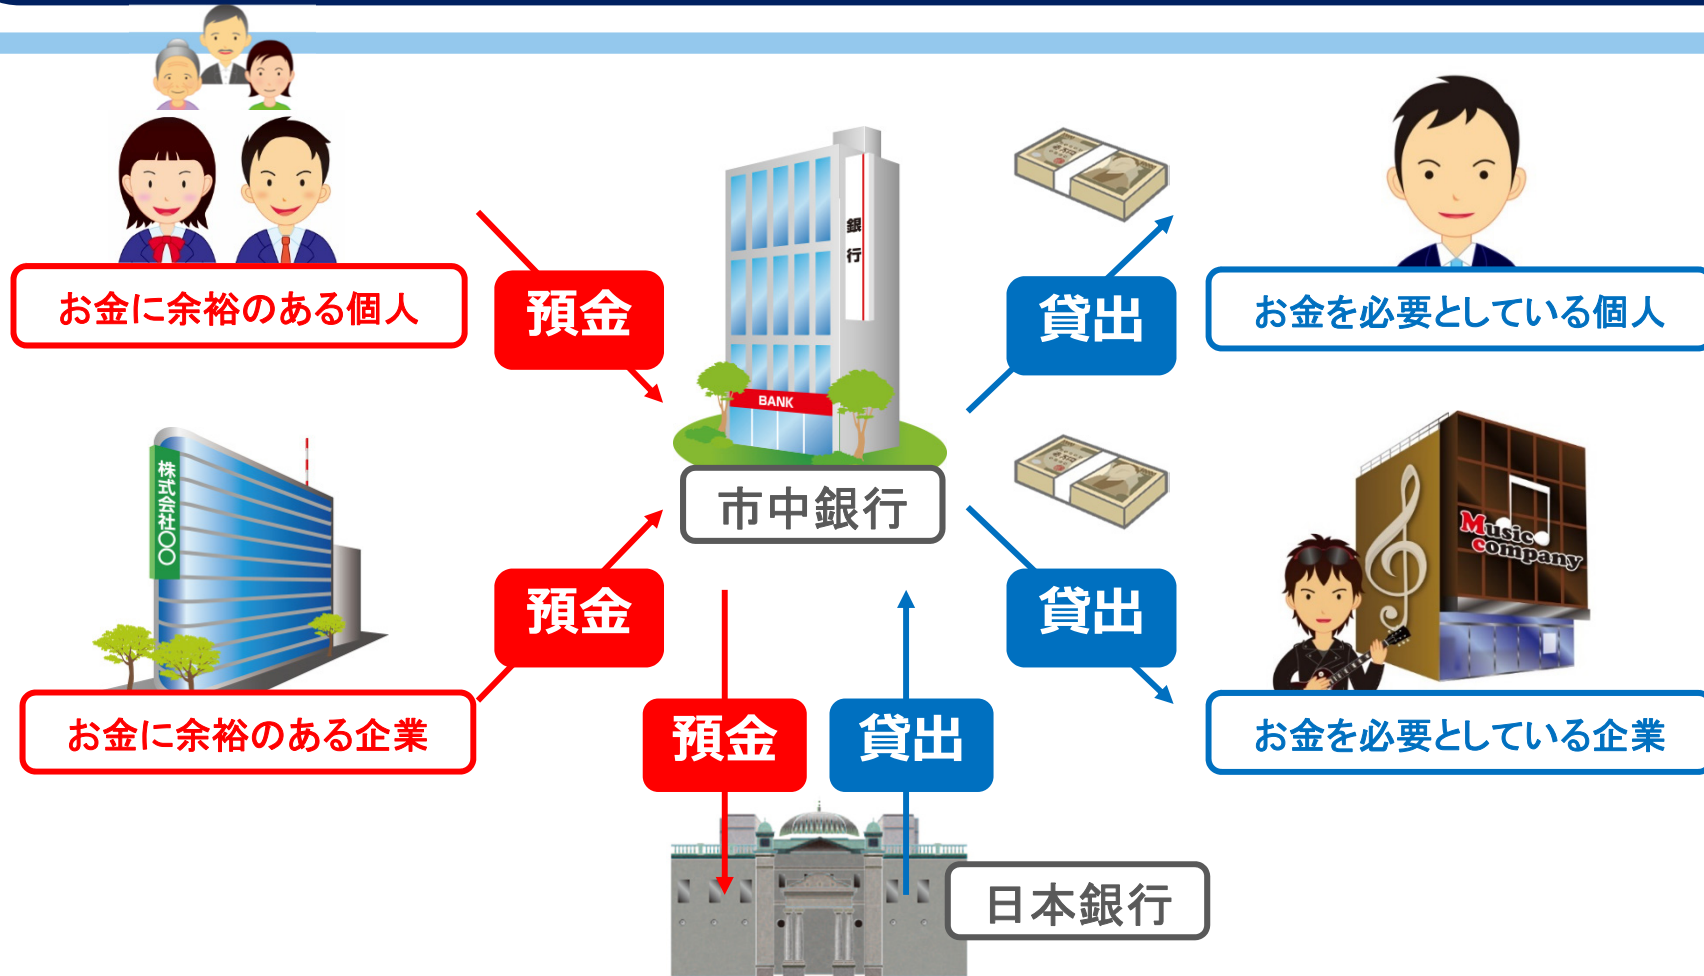 お金に余裕のある個人
預金
銀行
BANK
貸出
お金を必要としている個人
株式会社〇〇
市中銀行
Music
company
預金
貸出
お金に余裕のある企業
預金
貸出
お金を必要としている企業
日本銀行